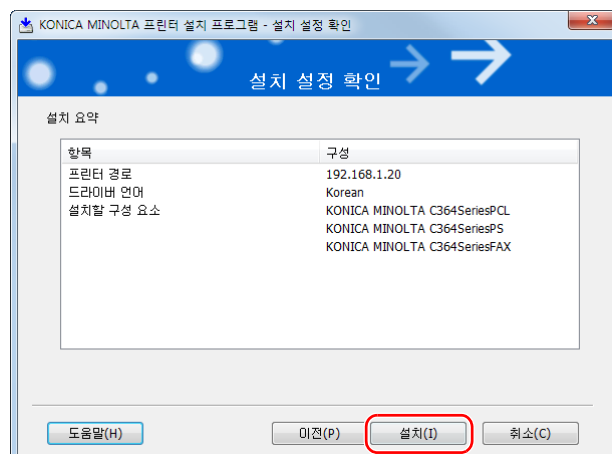 KONICA MINOLTA 프린터 설치 프로그램 - 설치 설정 확인
설치 설정 확인
설치 요약
항목 구성
프린터 경로 192.168.1.20
드라이버 언어 Korean
설치할 구성 요소 KONICA MINOLTA C364SeriesPCL
KONICA MINOLTA C364SeriesPS
KONICA MINOLTA C364SeriesFAX
도움말(H) 이전(P) 설치(I) 취소(C)